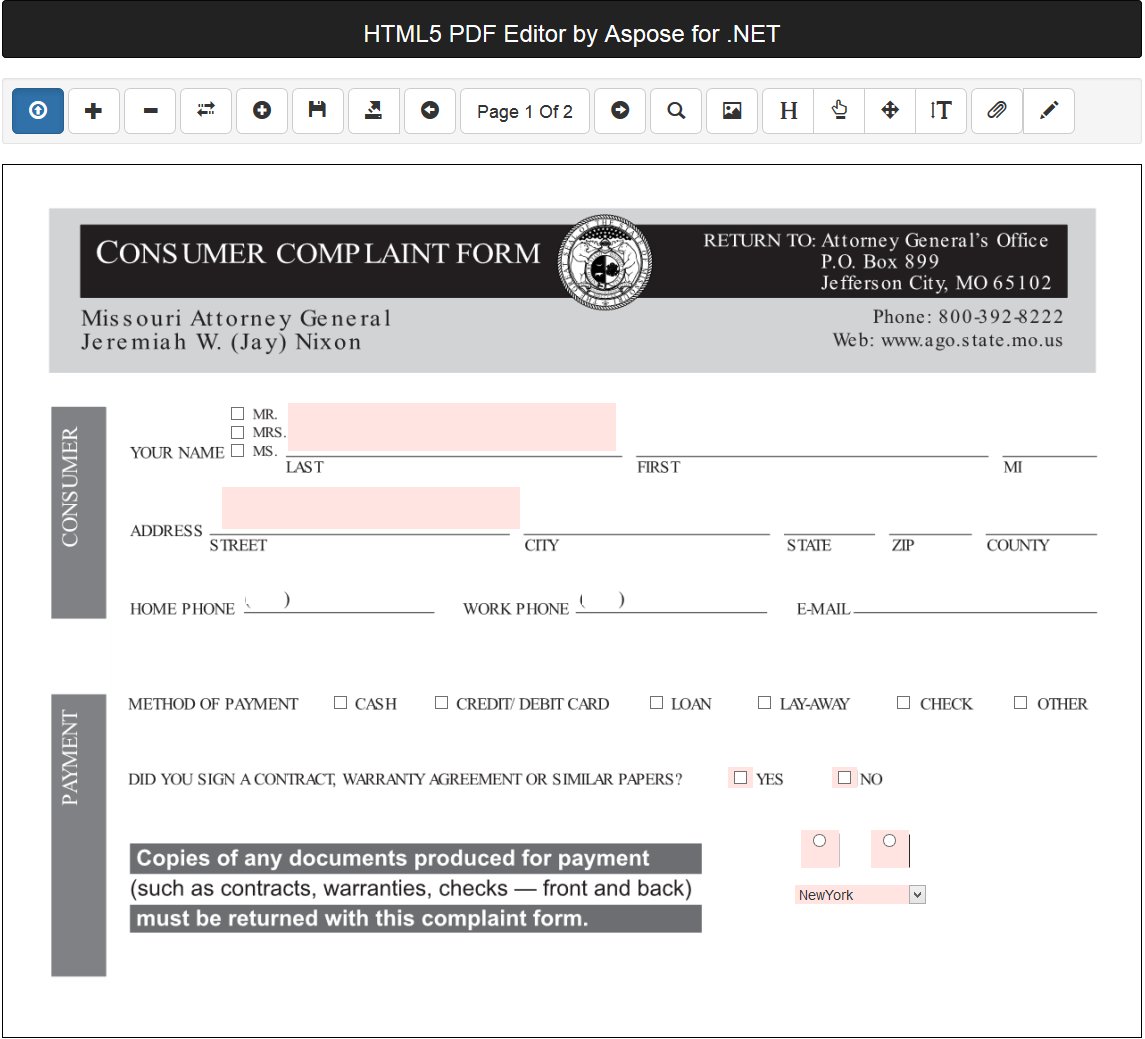 HTML5 PDF Editor by Aspose for .NET
Page 1 Of 2
H
T
CONSUMER COMPLAINT FORM
RETURN TO: Attorney General's Office
P.O. Box 899
Jefferson City, MO 65102
Missouri Attorney General
Jeremiah W. (Jay) Nixon
Phone: 800-392-8222
Web: www.ago.state.mo.us
CONSUMER
MR.
MRS.
YOUR NAME MS.
LAST FIRST MI
ADDRESS
STREET CITY STATE ZIP COUNTY
HOME PHONE ( ) WORK PHONE ( ) E-MAIL
PAYMENT
METHOD OF PAYMENT CASH CREDIT/ DEBIT CARD LOAN LAY-AWAY CHECK OTHER
DID YOU SIGN A CONTRACT, WARRANTY AGREEMENT OR SIMILAR PAPERS? YES NO
Copies of any documents produced for payment
(such as contracts, warranties, checks — front and back)
must be returned with this complaint form.
NewYork